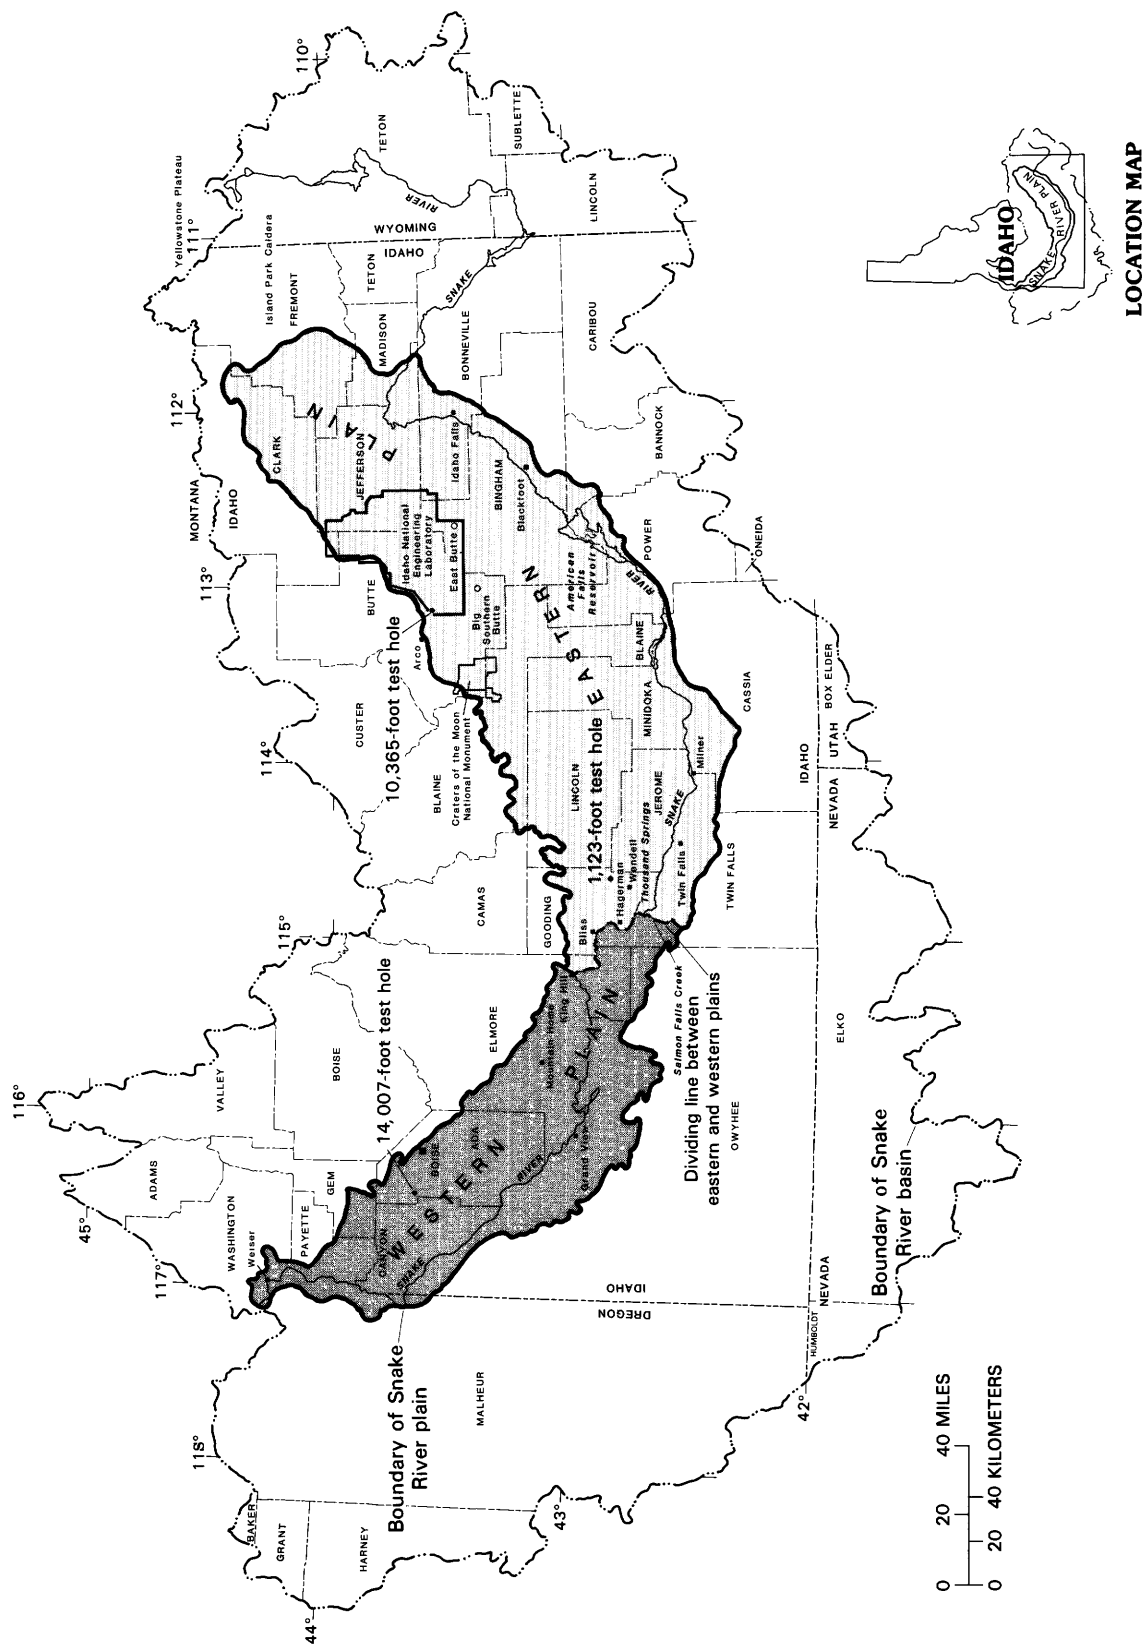 116°
45°
117°
118°
44°
43°
42°
115°
114°
113°
112°
111°
110°
Yellowstone Plateau
Island Park Caldera
FREMONT
MONTANA
IDAHO
WYOMING
IDAHO
TETON
TETON
SUBLETTE
LINCOLN
RIVER
SNAKE
MADISON
BONNEVILLE
CARIBOU
CLARK
JEFFERSON
PLAIN
Idaho Falls
BINGHAM
Blackfoot
BANNOCK
Idaho National
Engineering
Laboratory
East Butte
BUTTE
Big
Southern
Butte
EASTERN
American
Falls
Reservoir
RIVER
POWER
ONEIDA
10,365-foot test hole
Arco
CUSTER
Craters of the Moon
National Monument
BLAINE
BLAINE
MINIDOKA
CASSIA
BOX ELDER
UTAH
IDAHO
NEVADA
1,123-foot test hole
LINCOLN
JEROME
SNAKE
Milner
Thousand Springs
Wendell
Hagerman
Twin Falls
TWIN FALLS
CAMAS
GOODING
Bliss
King Hill
14,007-foot test hole
ELMORE
BOISE
VALLEY
Mountain Home
PLAIN
Salmon Falls Creek
Dividing line between
eastern and western plains
OWYHEE
ELKO
ADAMS
WASHINGTON
Weiser
PAYETTE
GEM
BOISE
ADA
CANYON
WESTERN
SNAKE
RIVER
Grand View
IDAHO
OREGON
NEVADA
HUMBOLDT
MALHEUR
BAKER
GRANT
HARNEY
Boundary of Snake
River plain
Boundary of Snake
River basin
0 20 40 MILES
0 20 40 KILOMETERS
IDAHO
SNAKE RIVER PLAIN
LOCATION MAP